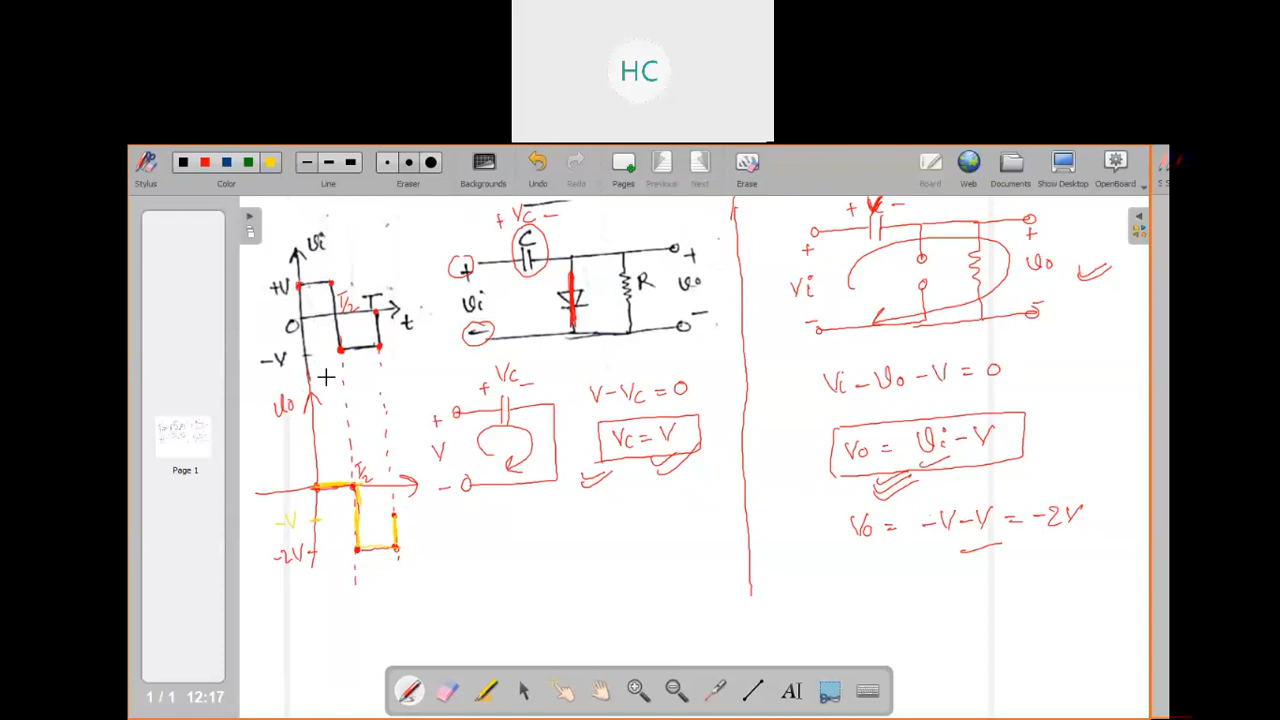 HC
Stylus
Color
Line
Eraser
Backgrounds
Undo
Redo
Pages
Previous
Next
Erase
Board
Web
Documents
Show Desktop
OpenBoard
Page 1
Vi
+V
T/2
T
0
t
-V
+ Vc -
C
+
Vi
-
R
+
Vo
-
+ Vc -
+
V
-
V - Vc = 0
Vc = V
+ V -
+
Vi
-
+
Vo
-
Vi - Vo - V = 0
Vo = Vi - V
Vo = -V - V = -2V
Vo
T/2
-V
-2V
1 / 1 12:17
AI